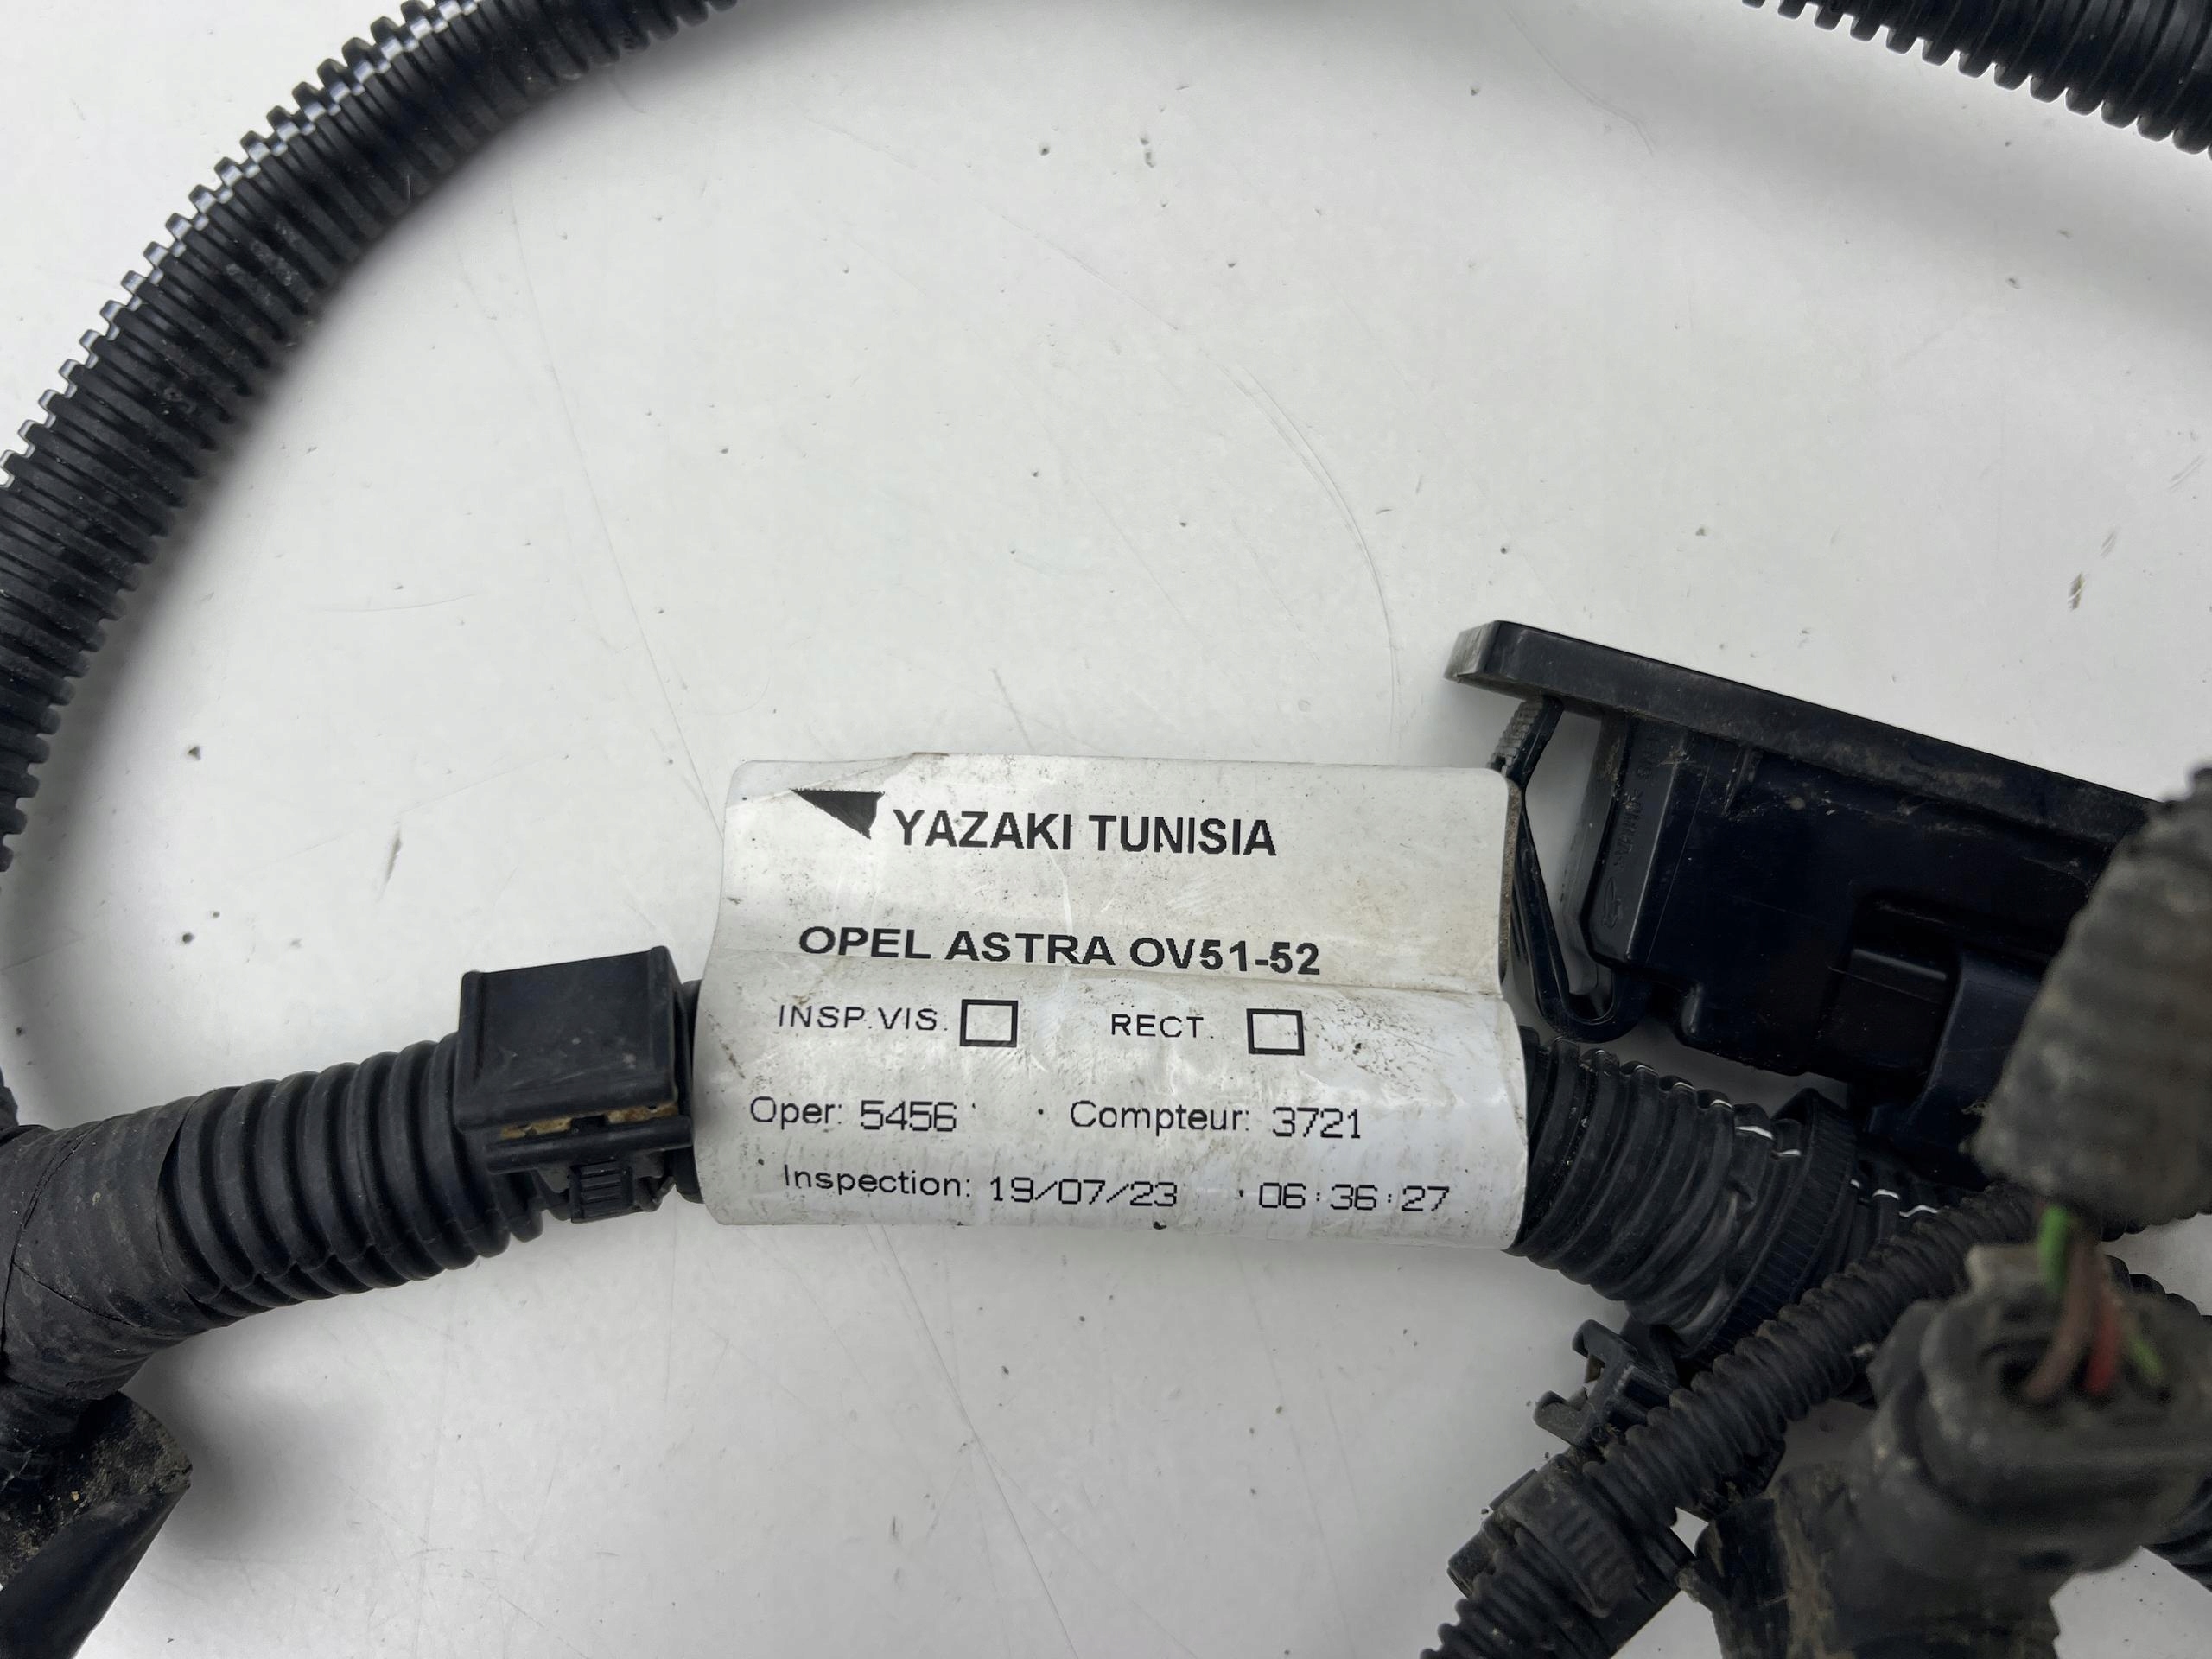 YAZAKI TUNISIA
OPEL ASTRA OV51-52
INSP.VIS. RECT.
Oper: 5456 Compteur: 3721
Inspection: 19/07/23 06:36:27